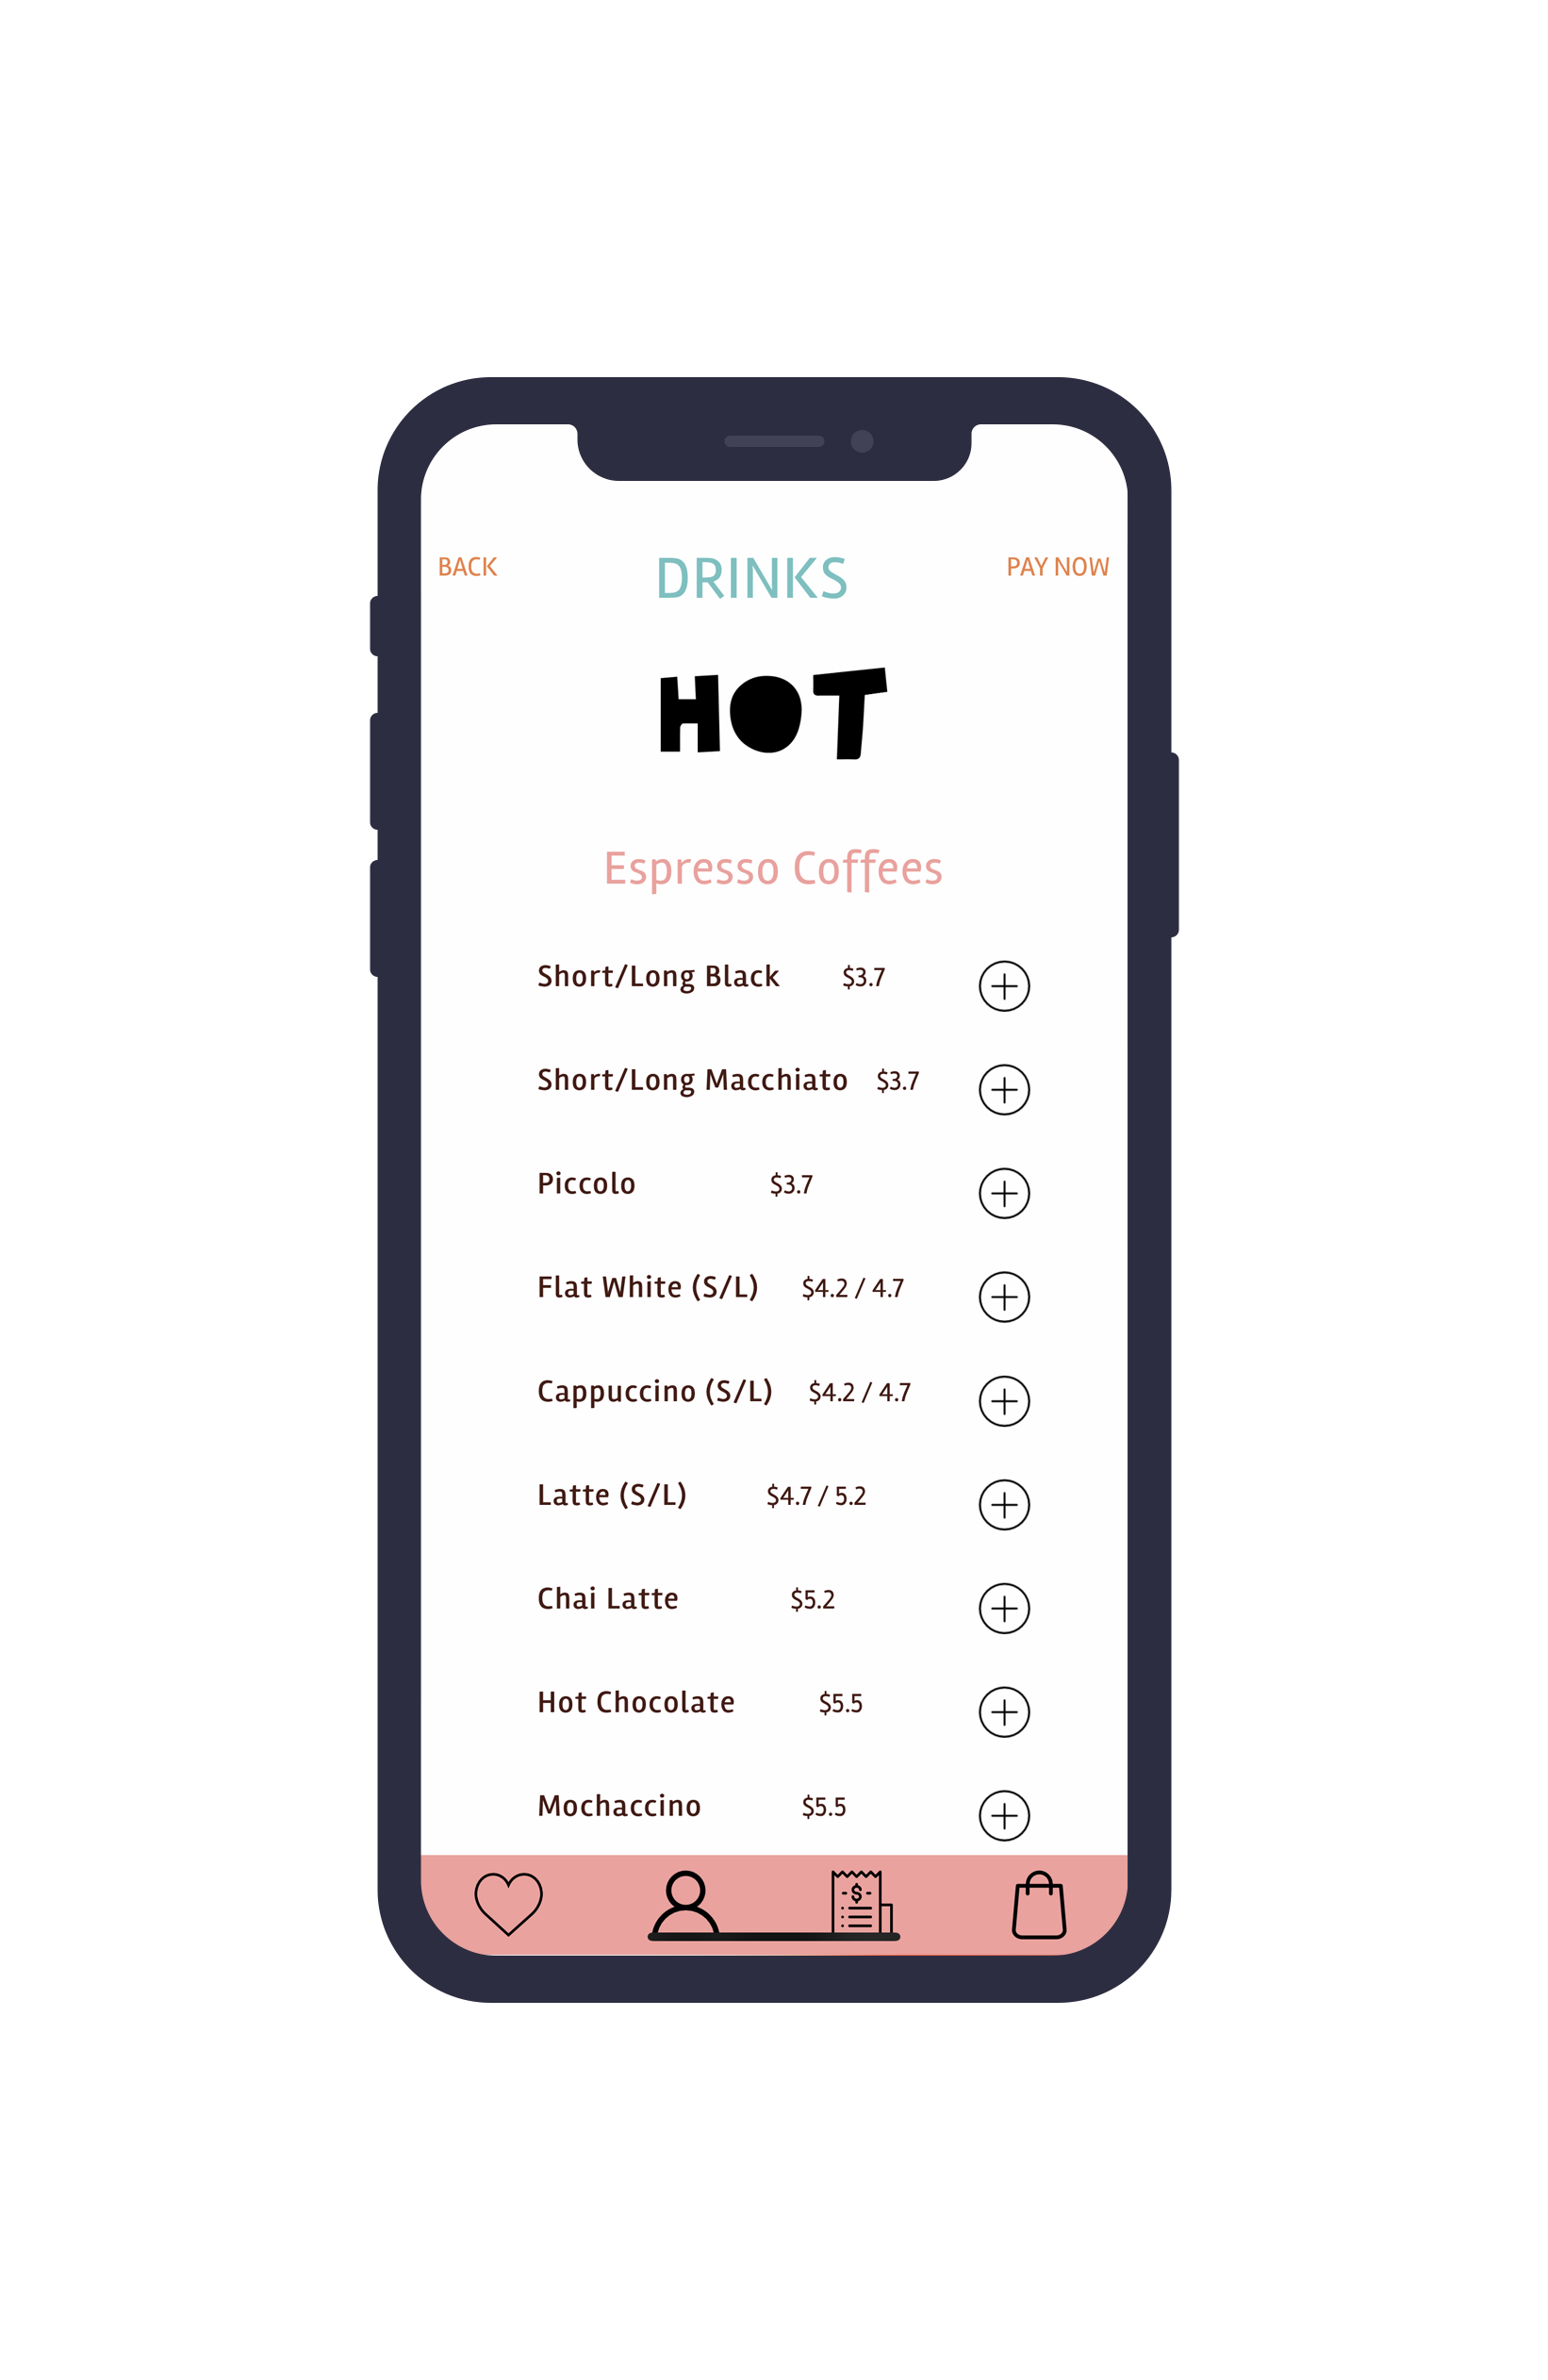 BACK DRINKS PAY NOW
HOT
Espresso Coffees
Short/Long Black $3.7
Short/Long Macchiato $3.7
Piccolo $3.7
Flat White (S/L) $4.2 / 4.7
Cappuccino (S/L) $4.2 / 4.7
Latte (S/L) $4.7 / 5.2
Chai Latte $5.2
Hot Chocolate $5.5
Mochaccino $5.5
$